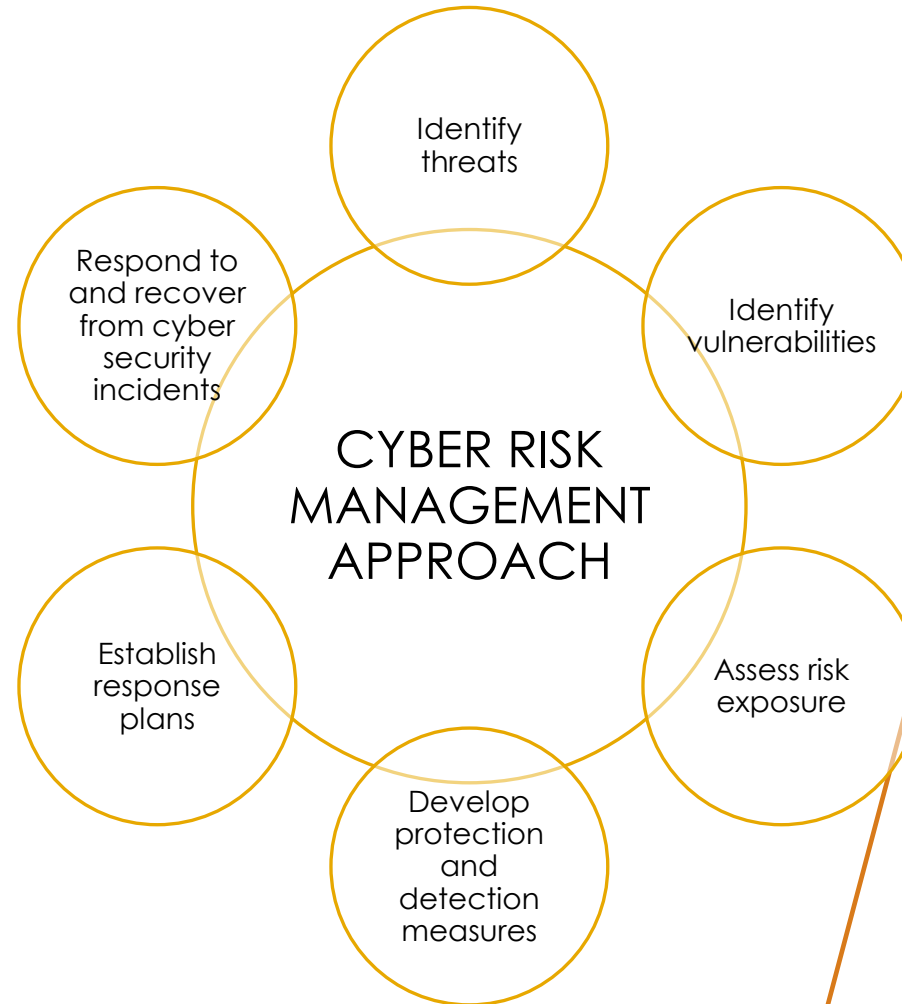 Identify
threats
Identify
vulnerabilities
Assess risk
exposure
Develop
protection
and
detection
measures
Establish
response
plans
Respond to
and recover
from cyber
security
incidents
CYBER RISK
MANAGEMENT
APPROACH